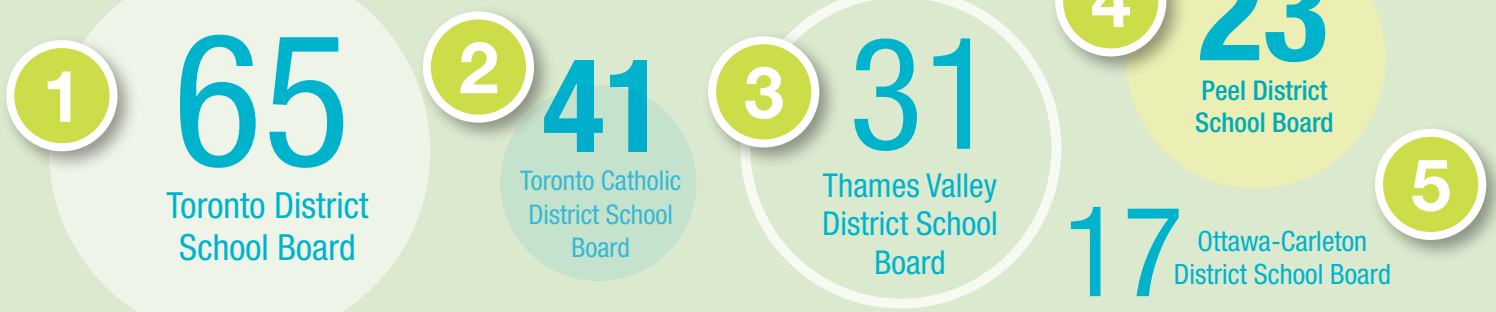 1
65
Toronto District
School Board
2
41
Toronto Catholic
District School
Board
3
31
Thames Valley
District School
Board
4
23
Peel District
School Board
5
17
Ottawa-Carleton
District School Board